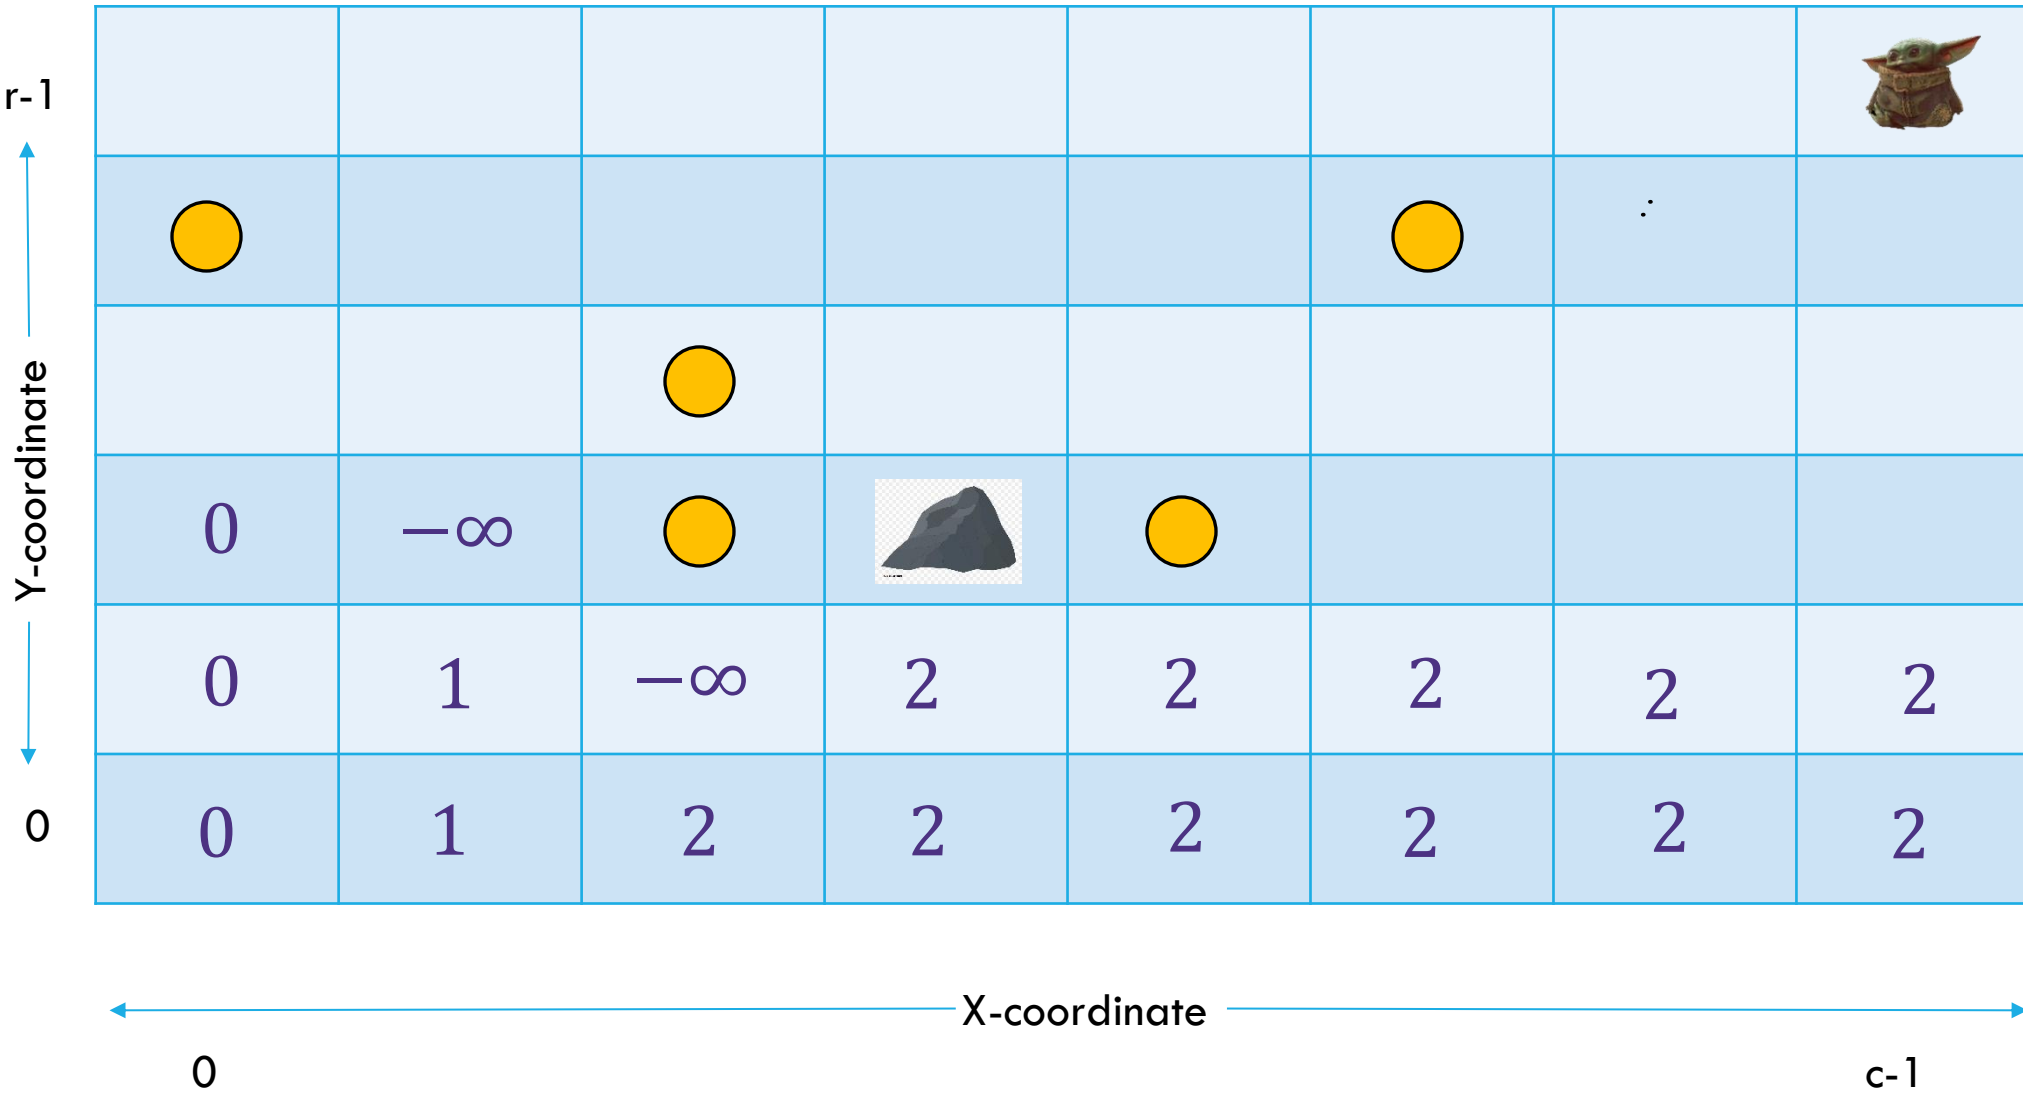 r-1
Y-coordinate
0 −∞
0 1 −∞ 2 2 2 2 2
0
0 1 2 2 2 2 2 2
X-coordinate
0
c-1